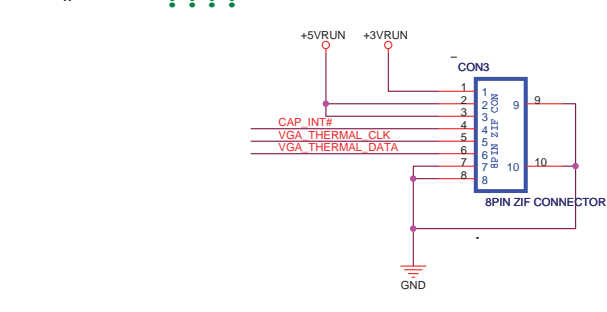 +5VRUN +3VRUN
CON3
1 1
2 2
3 3
CAP_INT# 4 4
VGA_THERMAL_CLK 5 5
VGA_THERMAL_DATA 6 6
7 7
8 8
9 9
10 10
8PIN ZIF CON
8PIN ZIF CONNECTOR
GND